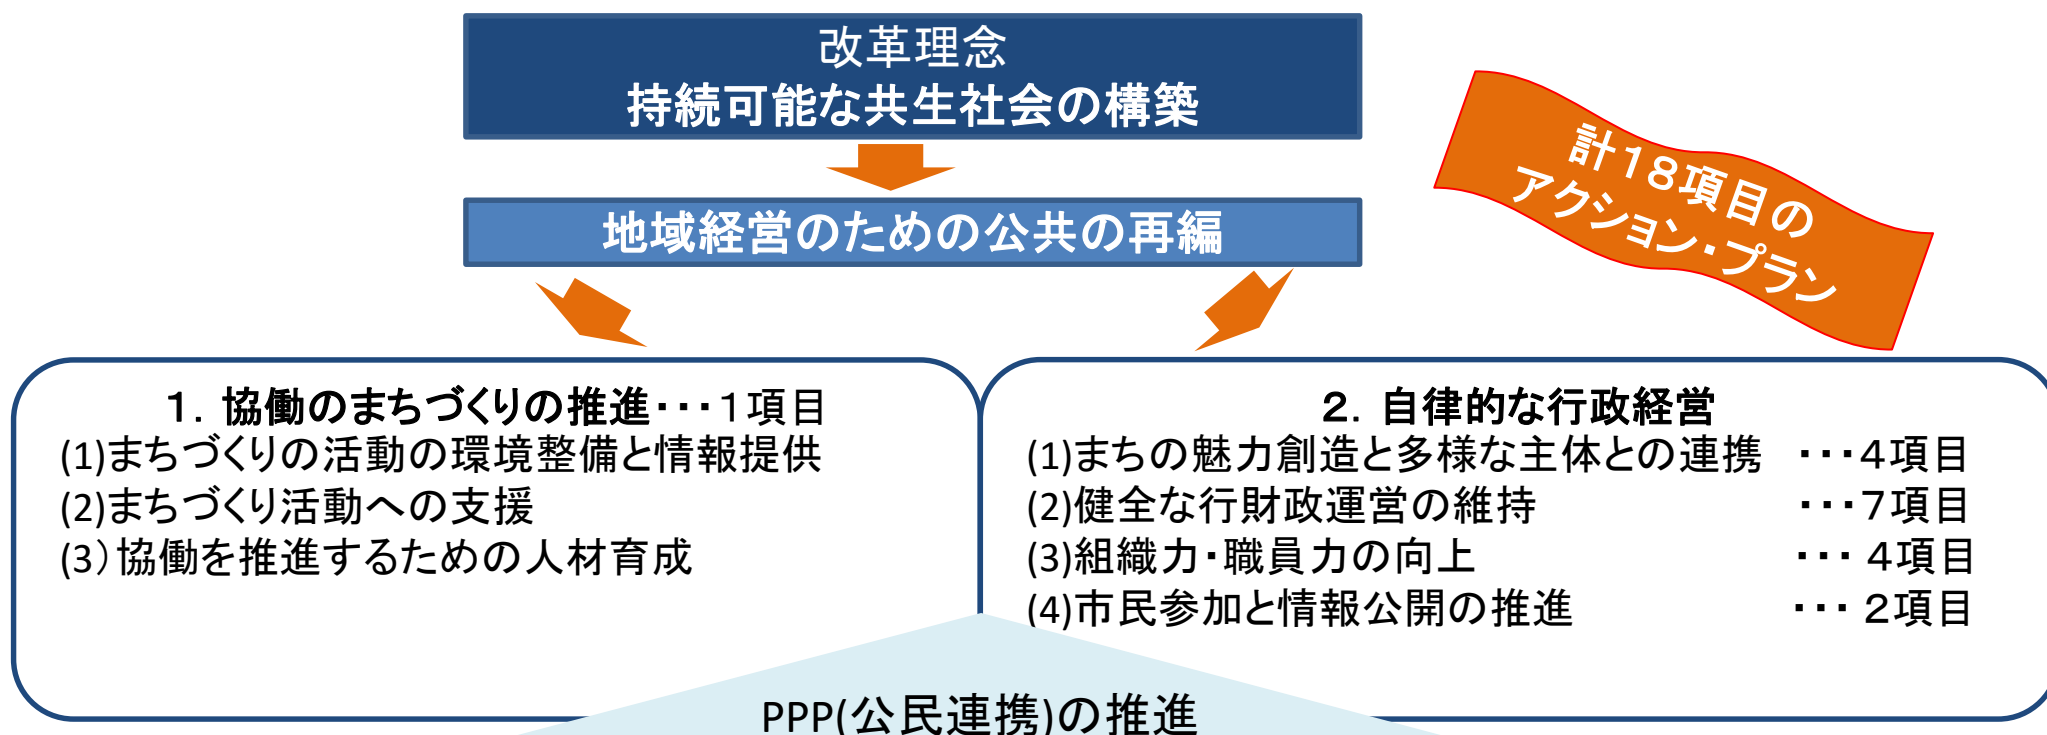 改革理念
持続可能な共生社会の構築
地域経営のための公共の再編
計１８項目の
アクション・プラン
１．協働のまちづくりの推進・・・１項目
(1)まちづくりの活動の環境整備と情報提供
(2)まちづくり活動への支援
(3）協働を推進するための人材育成
２．自律的な行政経営
(1)まちの魅力創造と多様な主体との連携　・・・４項目
(2)健全な行財政運営の維持　・・・７項目
(3)組織力・職員力の向上　・・・ ４項目
(4)市民参加と情報公開の推進　・・・ ２項目
PPP(公民連携)の推進